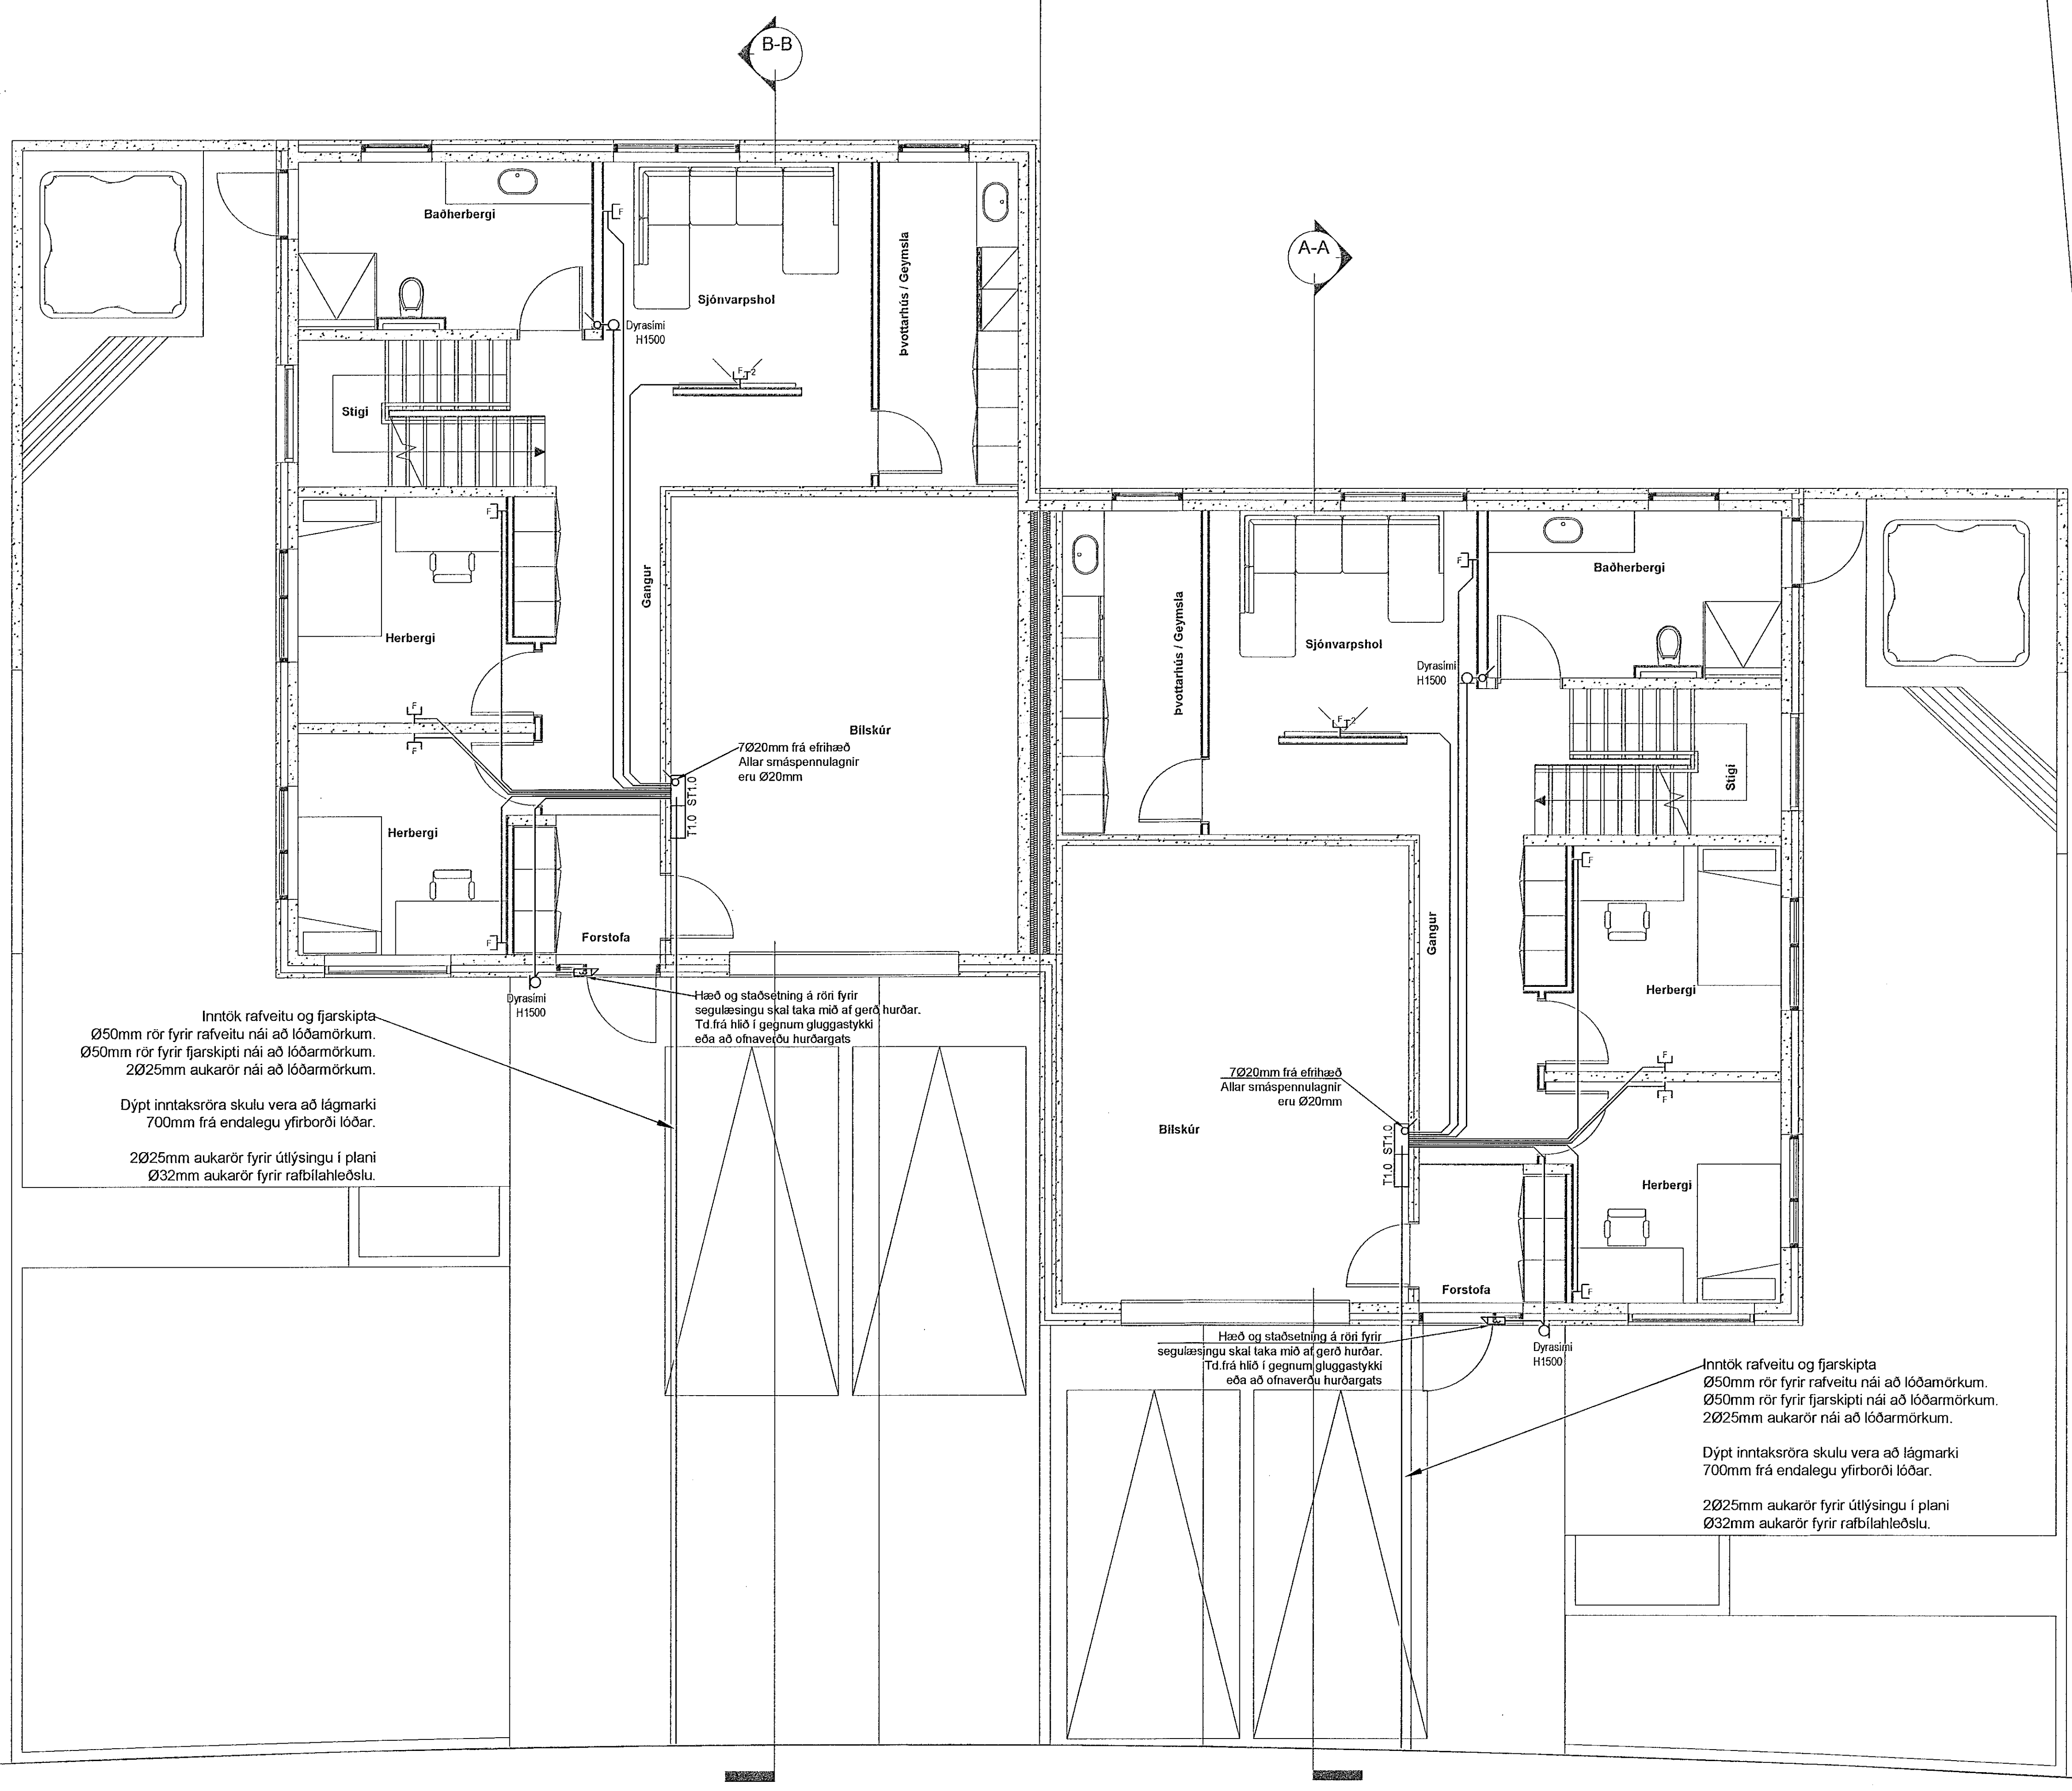 B-B
A-A
Baðherbergi
F
Sjónvarpshol
Þvottarhús / Geymsla
Dyrasími
H1500
F
T
2
Stigi
F
Gangur
Herbergi
F
F
Bílskúr
7Ø20mm frá efrihæð
Allar smáspennulagnir
eru Ø20mm
T1.0 ST1.0
Herbergi
F
Forstofa
Dyrasími
H1500
Hæð og staðsetning á röri fyrir
segulæsingu skal taka mið af gerð hurðar.
Td.frá hlið í gegnum gluggastykki
eða að ofnaverðu hurðargats
Inntök rafveitu og fjarskipta
Ø50mm rör fyrir rafveitu nái að lóðamörkum.
Ø50mm rör fyrir fjarskipti nái að lóðarmörkum.
2Ø25mm aukarör nái að lóðarmörkum.
Dýpt inntaksröra skulu vera að lágmarki
700mm frá endalegu yfirborði lóðar.
2Ø25mm aukarör fyrir útlýsingu í plani
Ø32mm aukarör fyrir rafbílahleðslu.
F
Baðherbergi
Þvottarhús / Geymsla
Sjónvarpshol
Dyrasími
H1500
F
T
2
Stigi
F
Gangur
Herbergi
F
F
7Ø20mm frá efrihæð
Allar smáspennulagnir
eru Ø20mm
Bílskúr
T1.0 ST1.0
Herbergi
F
Forstofa
Dyrasími
H1500
Hæð og staðsetning á röri fyrir
segulæsingu skal taka mið af gerð hurðar.
Td.frá hlið í gegnum gluggastykki
eða að ofnaverðu hurðargats
Inntök rafveitu og fjarskipta
Ø50mm rör fyrir rafveitu nái að lóðamörkum.
Ø50mm rör fyrir fjarskipti nái að lóðarmörkum.
2Ø25mm aukarör nái að lóðarmörkum.
Dýpt inntaksröra skulu vera að lágmarki
700mm frá endalegu yfirborði lóðar.
2Ø25mm aukarör fyrir útlýsingu í plani
Ø32mm aukarör fyrir rafbílahleðslu.